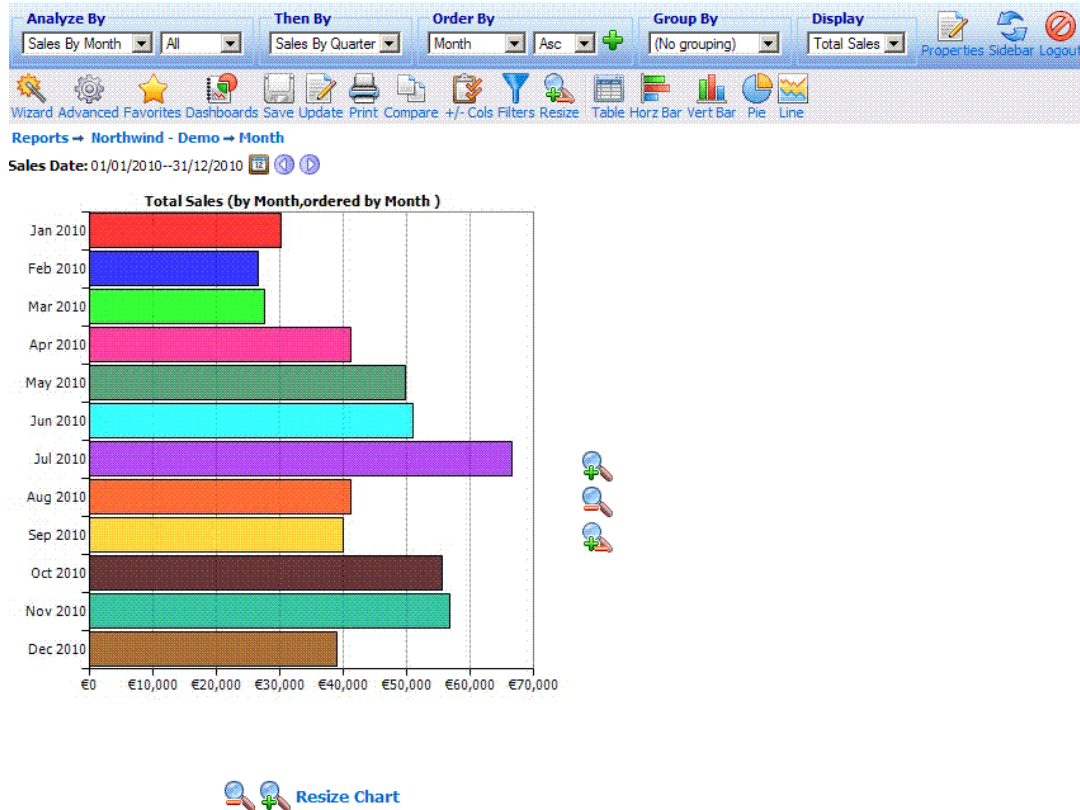 Analyze By Then By Order By Group By Display
Sales By Month All Sales By Quarter Month Asc (No grouping) Total Sales Properties Sidebar Logout
Wizard Advanced Favorites Dashboards Save Update Print Compare +/- Cols Filters Resize Table Horz Bar Vert Bar Pie Line
Reports → Northwind - Demo → Month
Sales Date: 01/01/2010--31/12/2010 12
Total Sales (by Month,ordered by Month )
Jan 2010
Feb 2010
Mar 2010
Apr 2010
May 2010
Jun 2010
Jul 2010
Aug 2010
Sep 2010
Oct 2010
Nov 2010
Dec 2010
€0 €10,000 €20,000 €30,000 €40,000 €50,000 €60,000 €70,000
Resize Chart